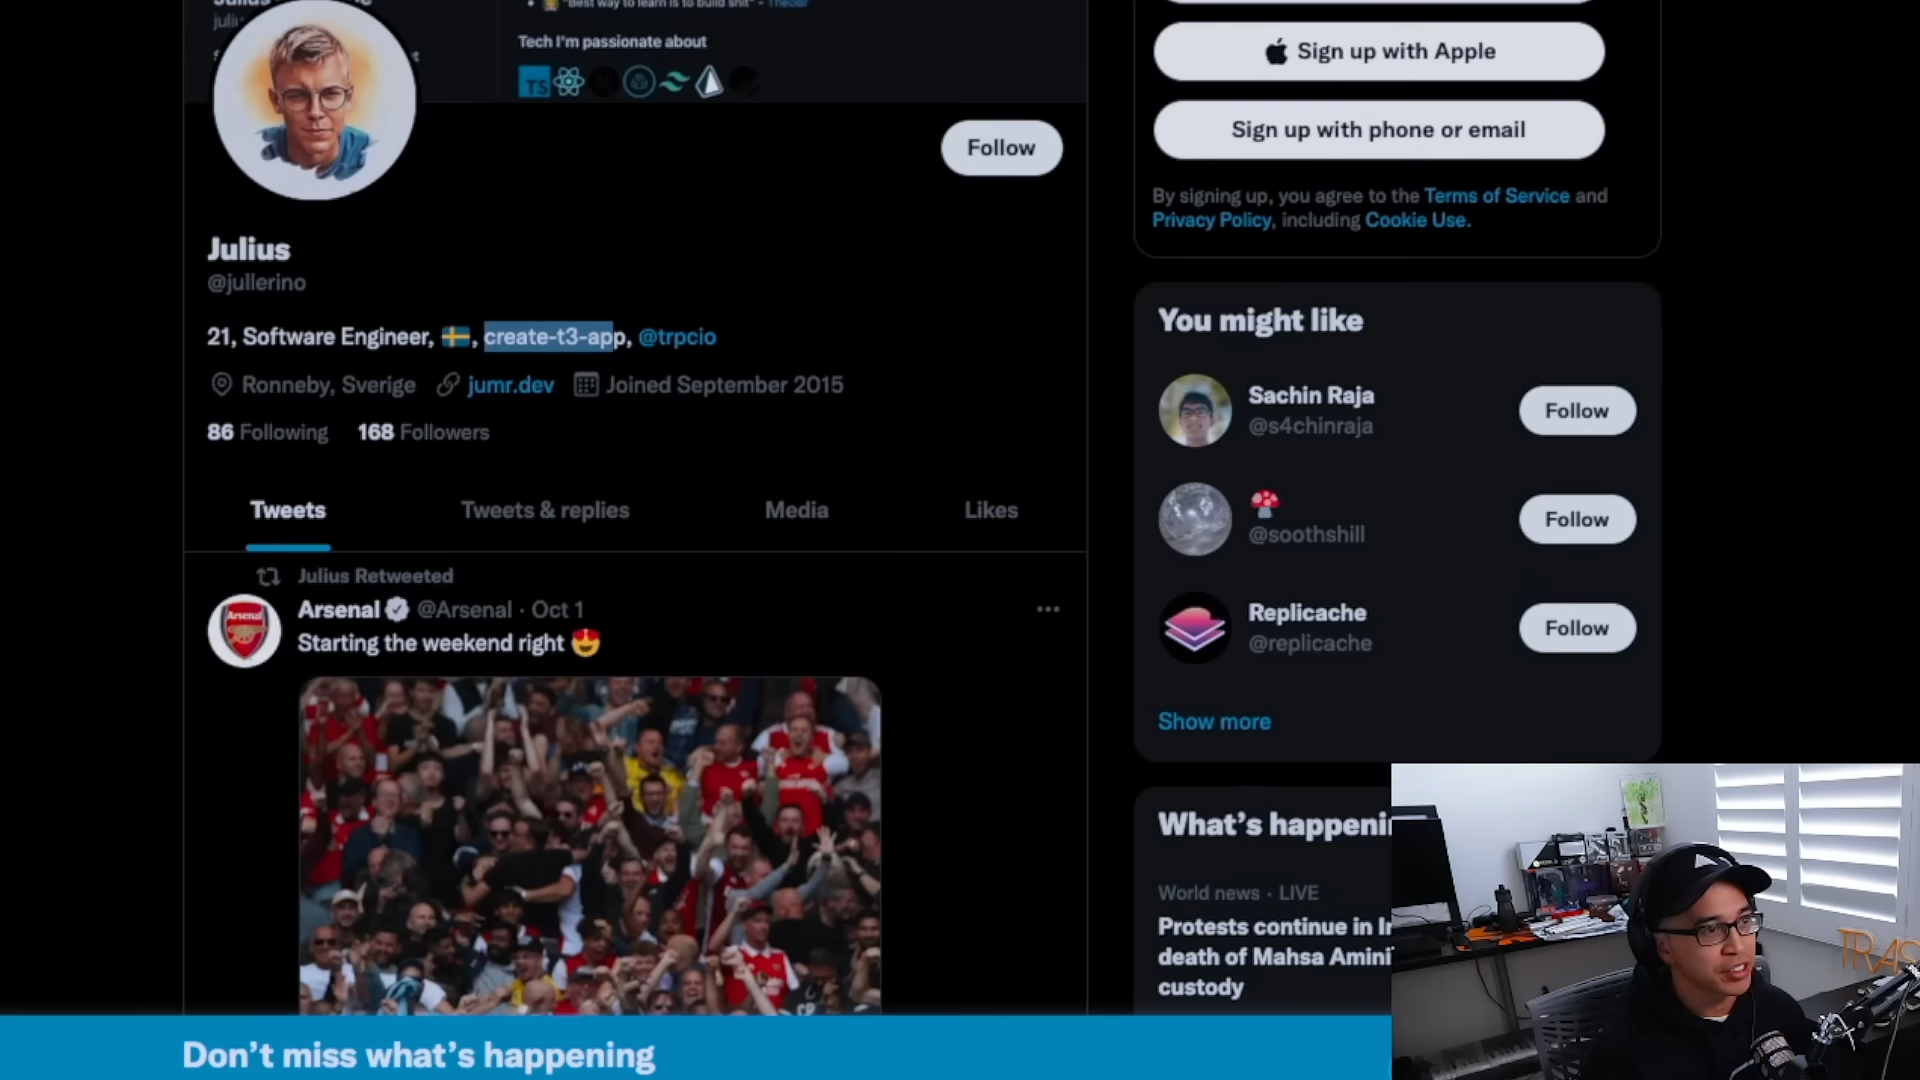 "Best way to learn is to build shit" -
Tech I'm passionate about
TS
Follow
Julius
@jullerino
21, Software Engineer, 🇸🇪, create-t3-app, @trpcio
Ronneby, Sverige jumr.dev Joined September 2015
86 Following 168 Followers
Tweets Tweets & replies Media Likes
Julius Retweeted
Arsenal @Arsenal · Oct 1
Starting the weekend right 😍
Arsenal
Sign up with Apple
Sign up with phone or email
By signing up, you agree to the Terms of Service and
Privacy Policy, including Cookie Use.
You might like
Sachin Raja
@s4chinraja
Follow
🍄
@soothshill
Follow
Replicache
@replicache
Follow
Show more
What's happeni
World news · LIVE
Protests continue in Ir
death of Mahsa Amini
custody
TRAS
Don't miss what's happening